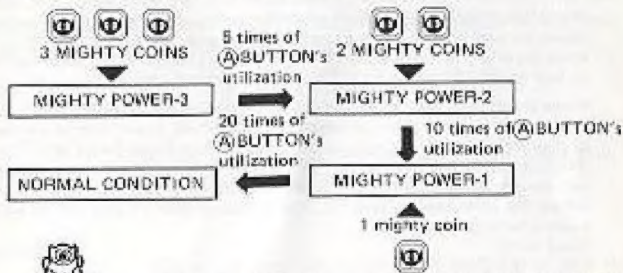 3 MIGHTY COINS
5 times of
Ⓐ BUTTON's
utilization
2 MIGHTY COINS
MIGHTY POWER-3
MIGHTY POWER-2
20 times of
Ⓐ BUTTON's
utilization
10 times of Ⓐ BUTTON's
utilization
NORMAL CONDITION
MIGHTY POWER-1
1 mighty coin